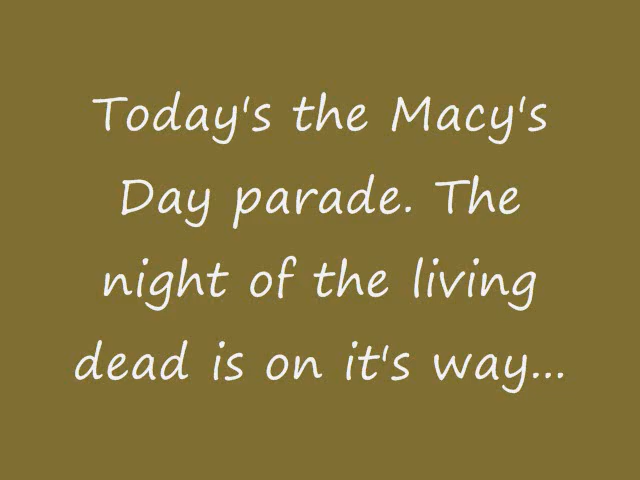 Today's the Macy's
Day parade. The
night of the living
dead is on it's way...